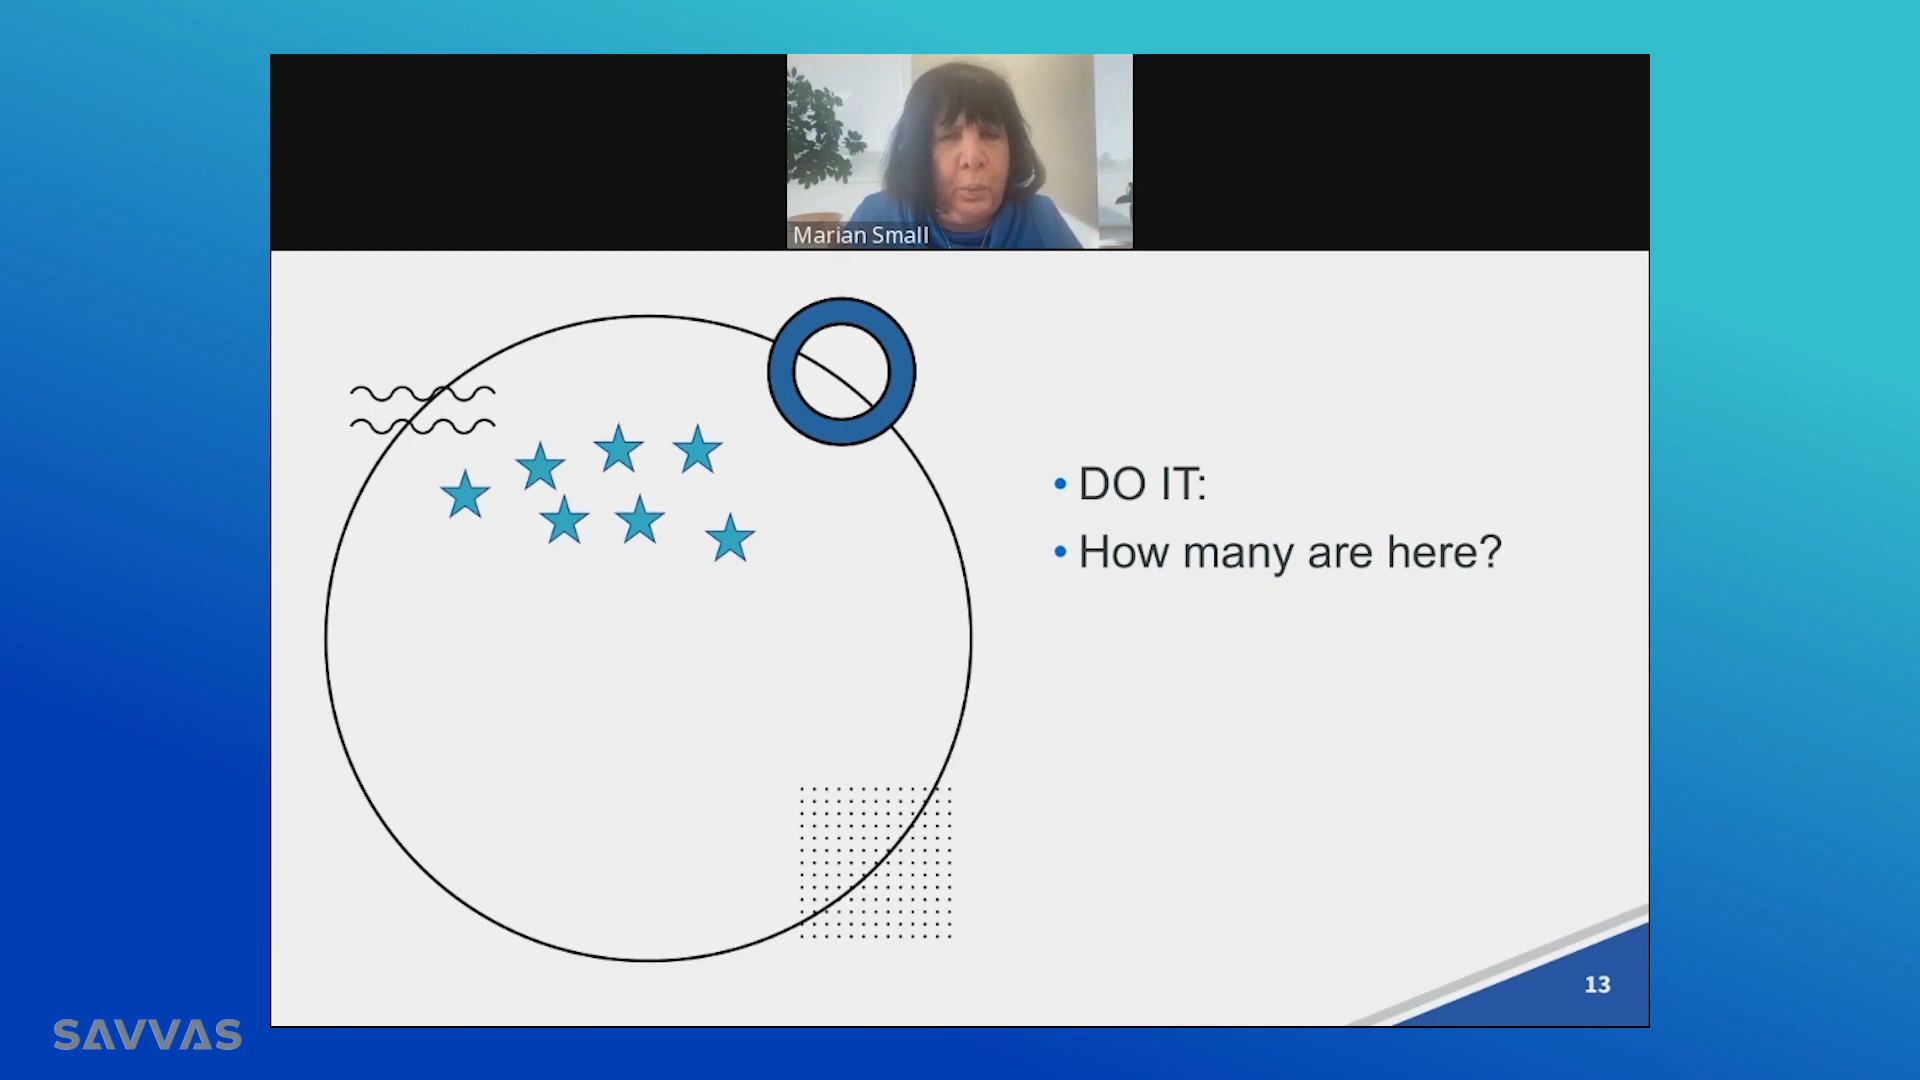 Marian Small
• DO IT:
• How many are here?
13
SAVVAS